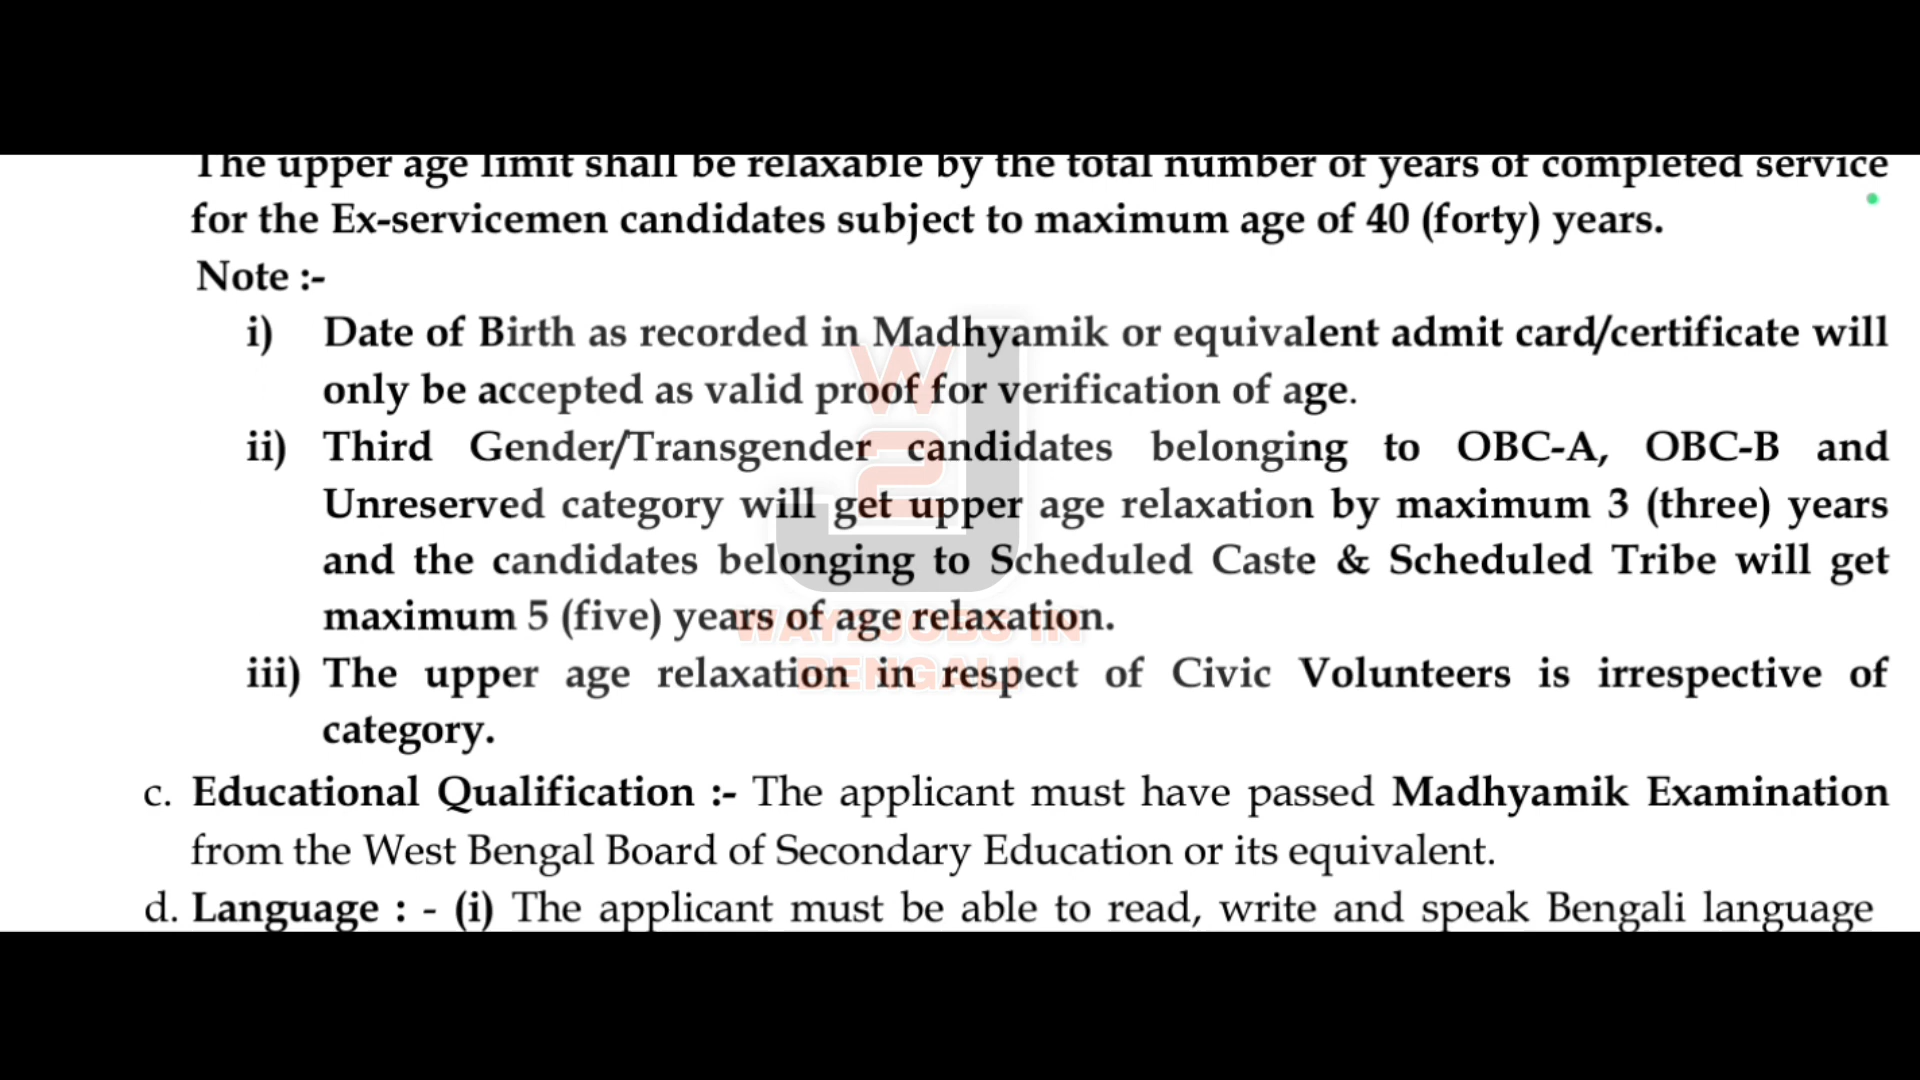 The upper age limit shall be relaxable by the total number of years of completed service
for the Ex-servicemen candidates subject to maximum age of 40 (forty) years.
Note :-
i) Date of Birth as recorded in Madhyamik or equivalent admit card/certificate will
only be accepted as valid proof for verification of age.
ii) Third Gender/Transgender candidates belonging to OBC-A, OBC-B and
Unreserved category will get upper age relaxation by maximum 3 (three) years
and the candidates belonging to Scheduled Caste & Scheduled Tribe will get
maximum 5 (five) years of age relaxation.
iii) The upper age relaxation in respect of Civic Volunteers is irrespective of
category.
c. Educational Qualification :- The applicant must have passed Madhyamik Examination
from the West Bengal Board of Secondary Education or its equivalent.
d. Language : - (i) The applicant must be able to read, write and speak Bengali language
W
2
J
WAY2JOBS IN
BENGALI